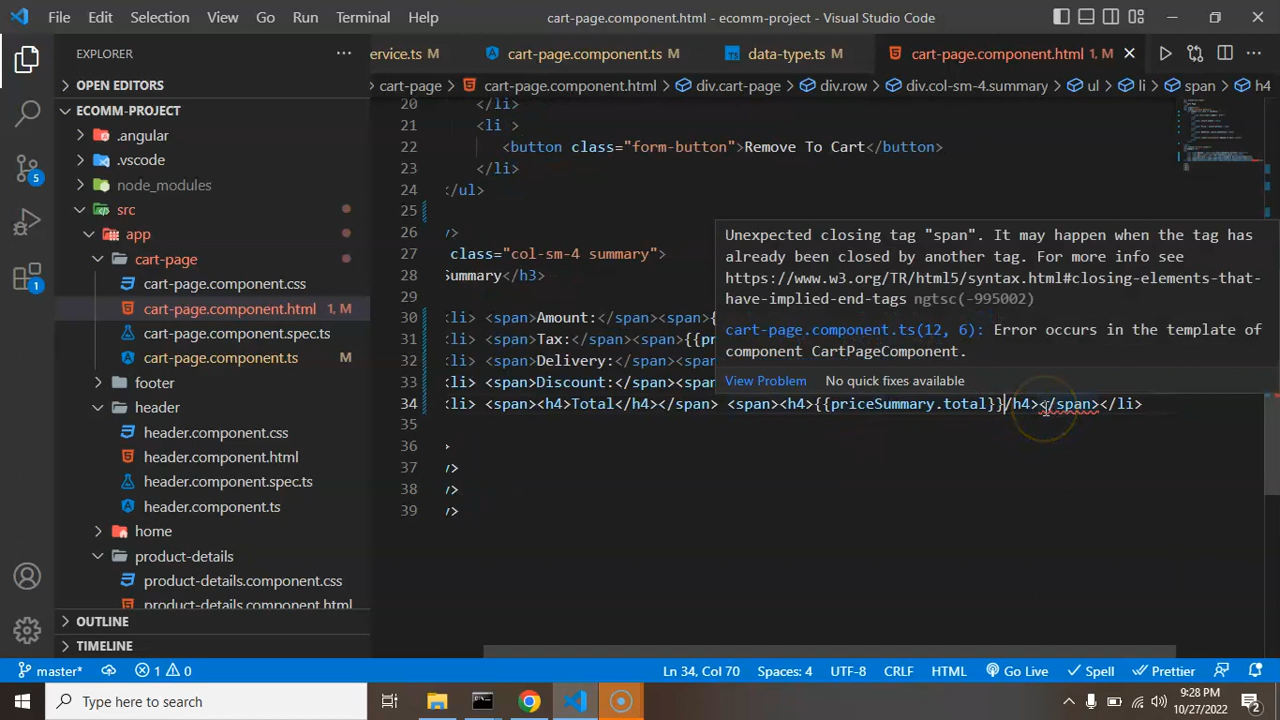 File Edit Selection View Go Run Terminal Help cart-page.component.html - ecomm-project - Visual Studio Code
EXPLORER
OPEN EDITORS
ECOMM-PROJECT
.angular
.vscode
node_modules
src
app
cart-page
cart-page.component.css
cart-page.component.html 1, M
cart-page.component.spec.ts
cart-page.component.ts M
footer
header
header.component.css
header.component.html
header.component.spec.ts
header.component.ts
home
product-details
product-details.component.css
product-details.component.html
OUTLINE
TIMELINE
5
1
ervice.ts M cart-page.component.ts M data-type.ts M cart-page.component.html 1, M
cart-page > cart-page.component.html > div.cart-page > div.row > div.col-sm-4.summary > ul > li > span > h4
20 </li>
21 <li >
22 <button class="form-button">Remove To Cart</button>
23 </li>
24 </ul>
25
26 v>
27 class="col-sm-4 summary">
28 Summary</h3>
29
30 <li> <span>Amount:</span><span>{
31 <li> <span>Tax:</span><span>{{pr
32 <li> <span>Delivery:</span><span
33 <li> <span>Discount:</span><span
34 <li> <span><h4>Total</h4></span> <span><h4>{{priceSummary.total}}/h4></span></li>
35
36 >
37 v>
38 v>
39 v>
Unexpected closing tag "span". It may happen when the tag has
already been closed by another tag. For more info see
https://www.w3.org/TR/html5/syntax.html#closing-elements-that-
have-implied-end-tags ngtsc(-995002)
cart-page.component.ts(12, 6): Error occurs in the template of
component CartPageComponent.
View Problem No quick fixes available
master* 1 0 Ln 34, Col 70 Spaces: 4 UTF-8 CRLF HTML Go Live Spell Prettier
Type here to search
9:28 PM
10/27/2022
2